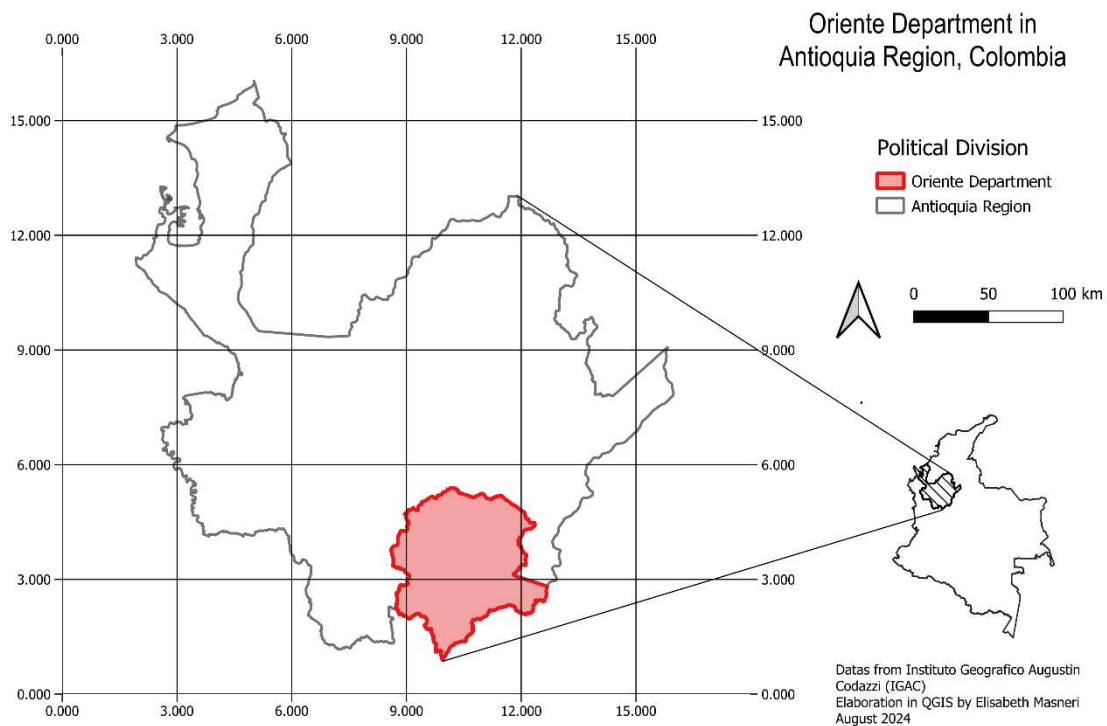 Oriente Department in
Antioquia Region, Colombia
0.000 3.000 6.000 9.000 12.000 15.000
15.000 15.000
12.000 12.000
9.000 9.000
6.000 6.000
3.000 3.000
0.000 0.000
0.000 3.000 6.000 9.000 12.000 15.000
Political Division
Oriente Department
Antioquia Region
0 50 100 km
Datas from Instituto Geografico Augustin
Codazzi (IGAC)
Elaboration in QGIS by Elisabeth Masneri
August 2024